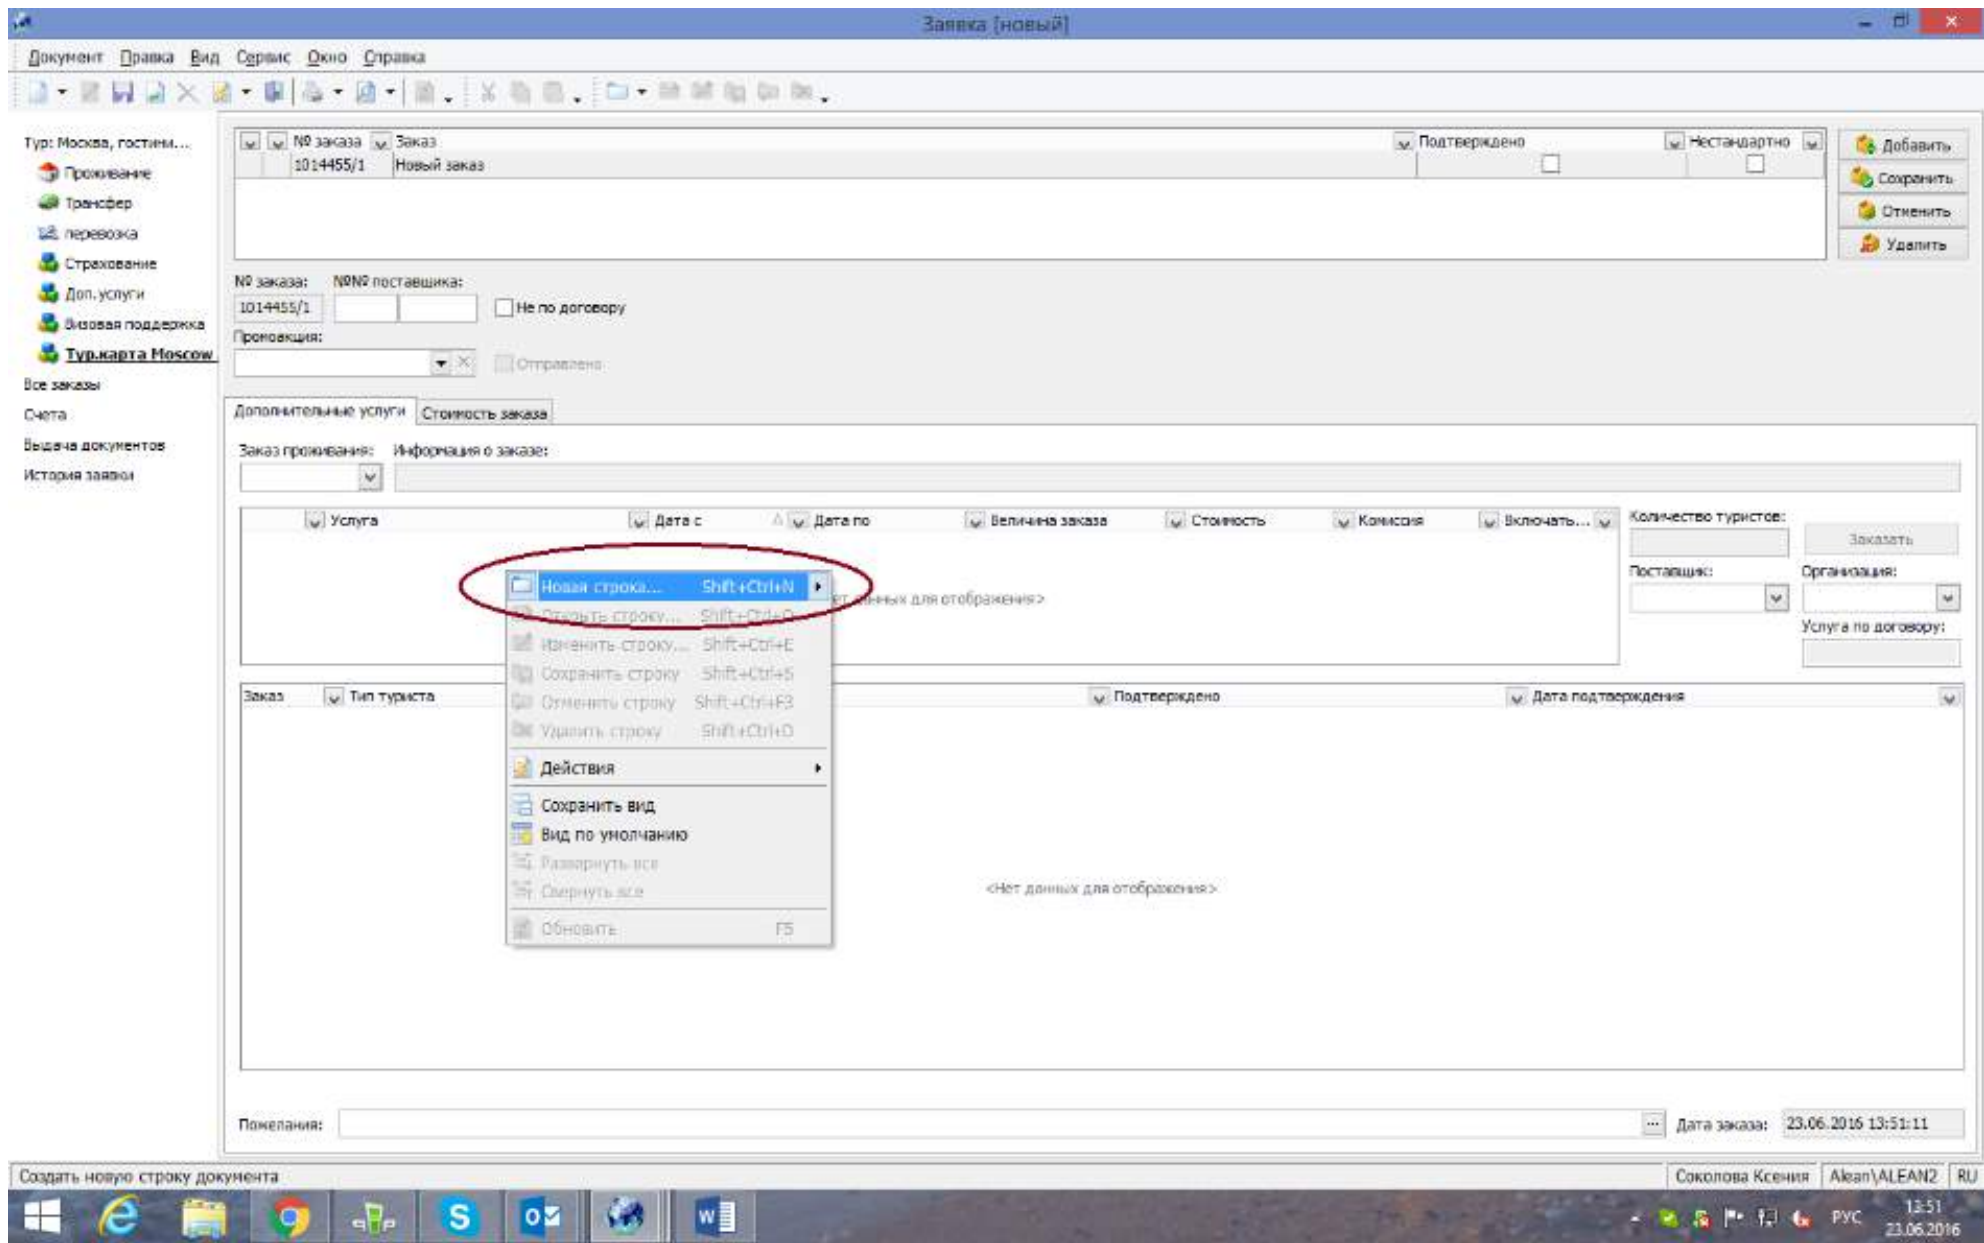 Заявка [новый]
Документ Правка Вид Сервис Окно Справка
Тур: Москва, гостини...
Проживание
Трансфер
перевозка
Страхование
Доп.услуги
Визовая поддержка
Тур.карта Moscow
Все заказы
Счета
Выдача документов
История заявки
№ заказа Заказ Подтверждено Нестандартно
1014455/1 Новый заказ
Добавить
Сохранить
Отменить
Удалить
№ заказа: №№ поставщика:
1014455/1 Не по договору
Промоакция:
Отправлено
Дополнительные услуги Стоимость заказа
Заказ проживания: Информация о заказе:
Услуга Дата с Дата по Величина заказа Стоимость Комиссия Включать...
Количество туристов:
Заказать
Поставщик: Организация:
Услуга по договору:
данных для отображения>
Новая строка... Shift+Ctrl+N
Открыть строку... Shift+Ctrl+O
Изменить строку... Shift+Ctrl+E
Сохранить строку Shift+Ctrl+S
Отменить строку Shift+Ctrl+F3
Удалить строку Shift+Ctrl+D
Действия
Сохранить вид
Вид по умолчанию
Развернуть все
Свернуть все
Обновить F5
Заказ Тип туриста Подтверждено Дата подтверждения
<Нет данных для отображения>
Пожелания: ... Дата заказа: 23.06.2016 13:51:11
Создать новую строку документа Соколова Ксения Alean\ALEAN2 RU
РУС 13:51
23.06.2016